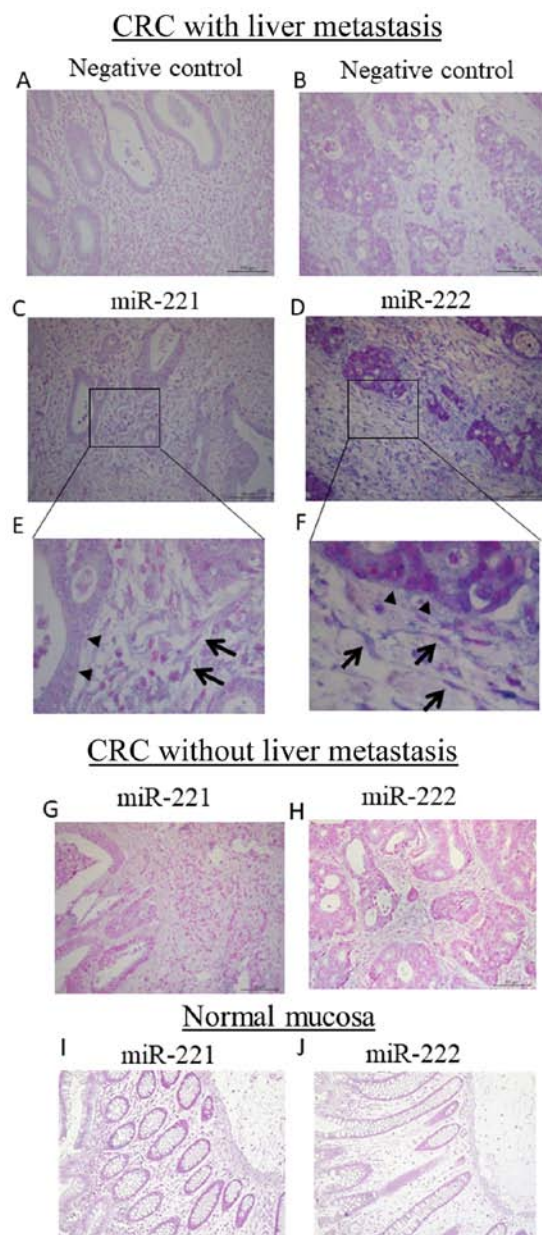 CRC with liver metastasis
A Negative control B Negative control
C miR-221 D miR-222
E F
CRC without liver metastasis
G miR-221 H miR-222
Normal mucosa
I miR-221 J miR-222